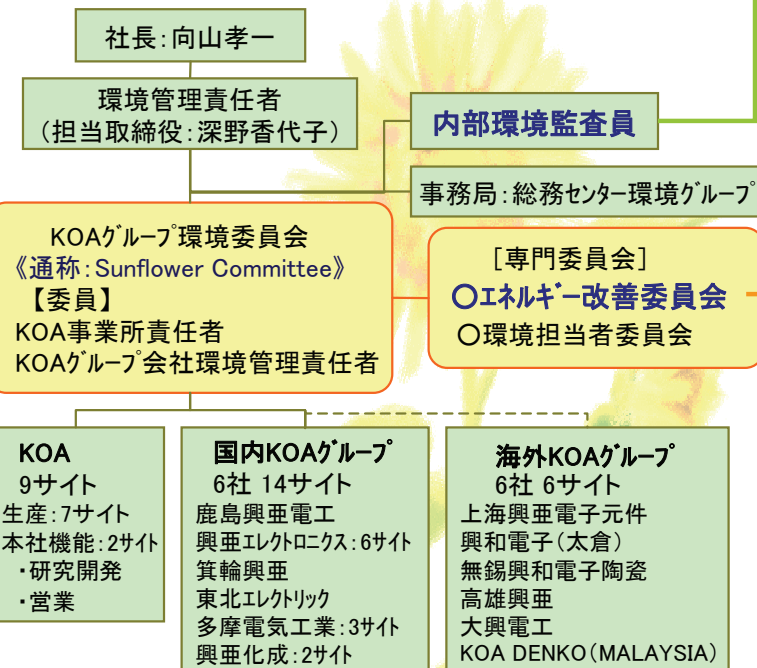 社長:向山孝一
環境管理責任者
(担当取締役:深野香代子)
内部環境監査員
事務局:総務センター環境グループ
KOAグループ環境委員会
《通称:Sunflower Committee》
【委員】
KOA事業所責任者
KOAグループ会社環境管理責任者
[専門委員会]
○エネルギー改善委員会
○環境担当者委員会
KOA
9サイト
生産:7サイト
本社機能:2サイト
・研究開発
・営業
国内KOAグループ
6社 14サイト
鹿島興亜電工
興亜エレクトロニクス:6サイト
箕輪興亜
東北エレクトリック
多摩電気工業:3サイト
興亜化成:2サイト
海外KOAグループ
6社 6サイト
上海興亜電子元件
興和電子(太倉)
無錫興和電子陶瓷
高雄興亜
大興電工
KOA DENKO(MALAYSIA)